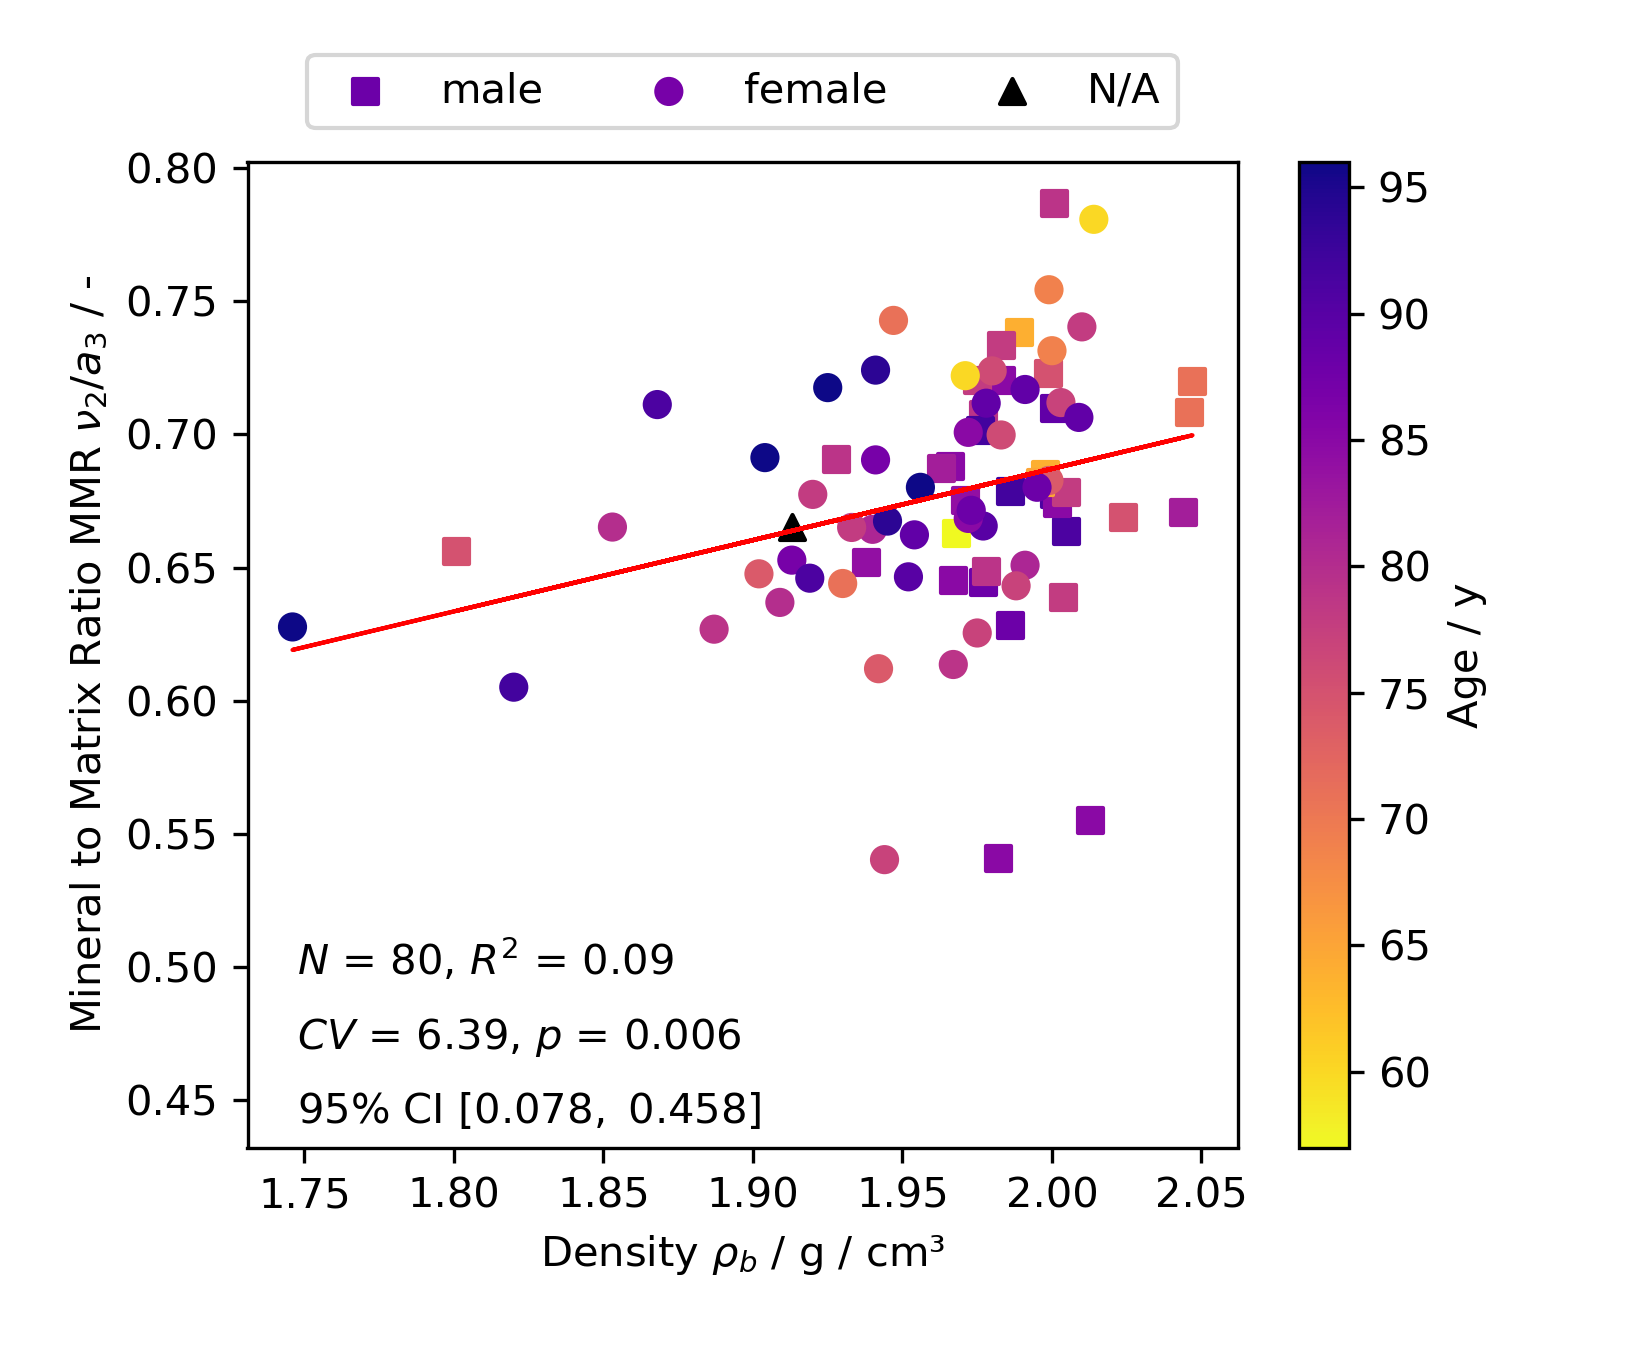 male female N/A
0.80
0.75
0.70
0.65
0.60
0.55
0.50
0.45
Mineral to Matrix Ratio MMR ν₂/a₃ / -
N = 80, R² = 0.09
CV = 6.39, p = 0.006
95% CI [0.078, 0.458]
1.75 1.80 1.85 1.90 1.95 2.00 2.05
Density ρ_b / g / cm³
95
90
85
80
75
70
65
60
Age / y